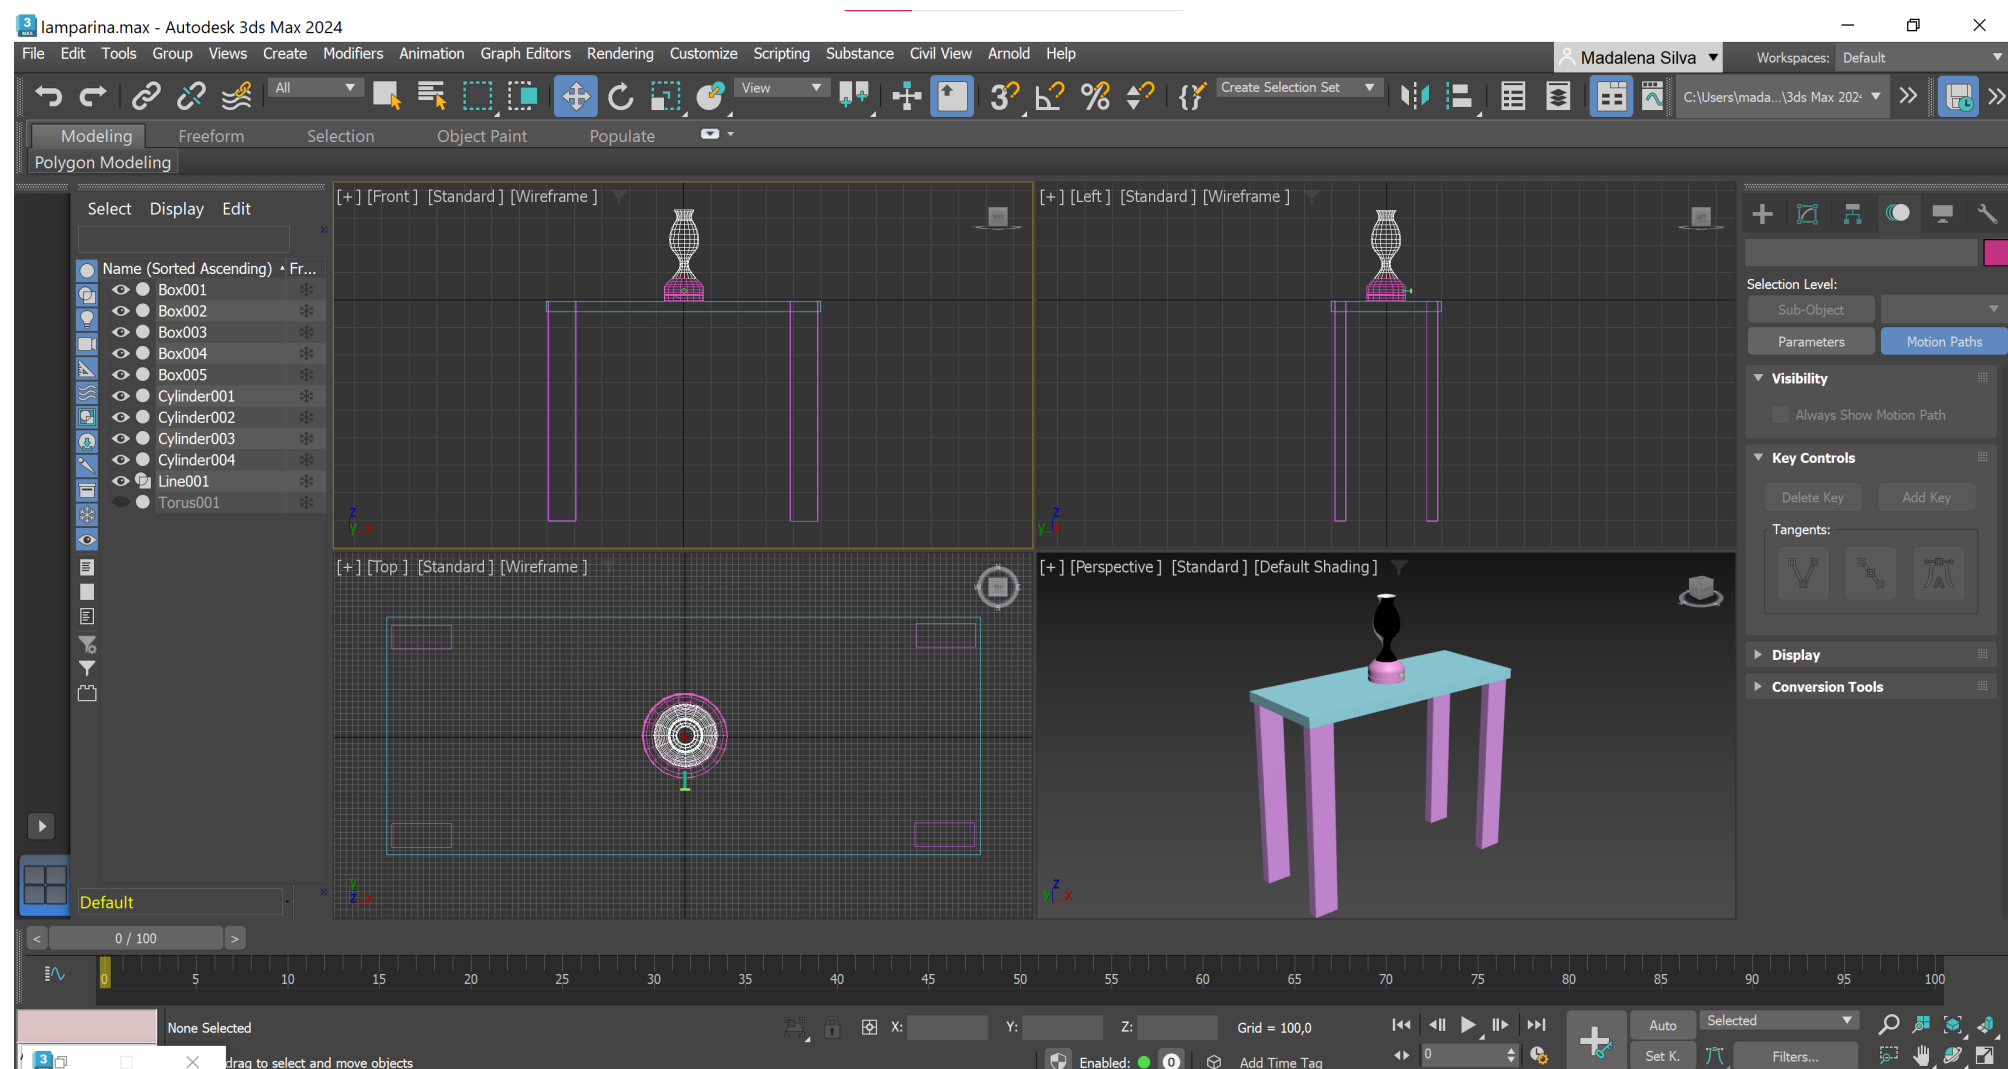 lamparina.max - Autodesk 3ds Max 2024
File Edit Tools Group Views Create Modifiers Animation Graph Editors Rendering Customize Scripting Substance Civil View Arnold Help
Madalena Silva
Workspaces: Default
All
View
Create Selection Set
C:\Users\mada...\3ds Max 202
Modeling Freeform Selection Object Paint Populate
Polygon Modeling
Select Display Edit
Name (Sorted Ascending) Fr...
Box001
Box002
Box003
Box004
Box005
Cylinder001
Cylinder002
Cylinder003
Cylinder004
Line001
Torus001
Default
[+] [Front] [Standard] [Wireframe]
FRONT
z
y x
[+] [Left] [Standard] [Wireframe]
LEFT
z
y
[+] [Top] [Standard] [Wireframe]
TOP
y
z x
[+] [Perspective] [Standard] [Default Shading]
z
y x
Selection Level:
Sub-Object
Parameters Motion Paths
Visibility
Always Show Motion Path
Key Controls
Delete Key Add Key
Tangents:
Display
Conversion Tools
< 0 / 100 >
0 5 10 15 20 25 30 35 40 45 50 55 60 65 70 75 80 85 90 95 100
None Selected
X: Y: Z: Grid = 100,0
Auto Selected
drag to select and move objects
Enabled: 0 Add Time Tag
0
Set K. Filters...